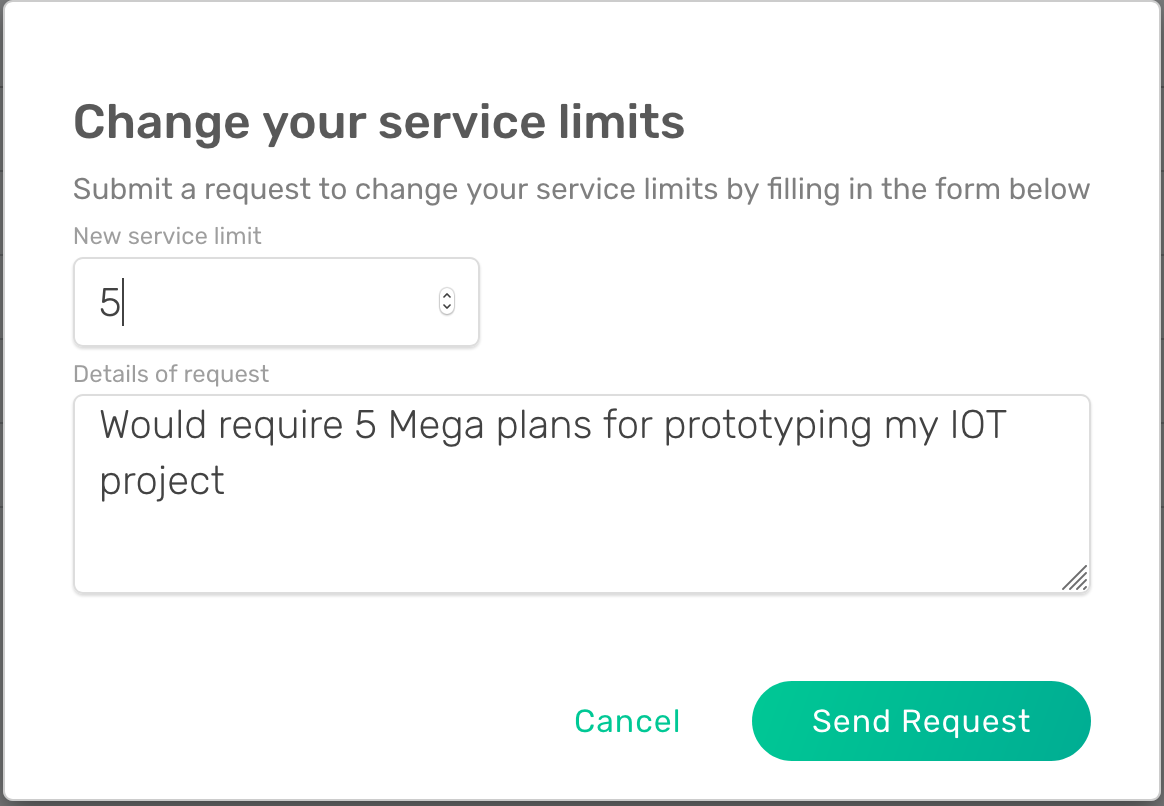 Change your service limits
Submit a request to change your service limits by filling in the form below
New service limit
5
Details of request
Would require 5 Mega plans for prototyping my IOT
project
Cancel
Send Request